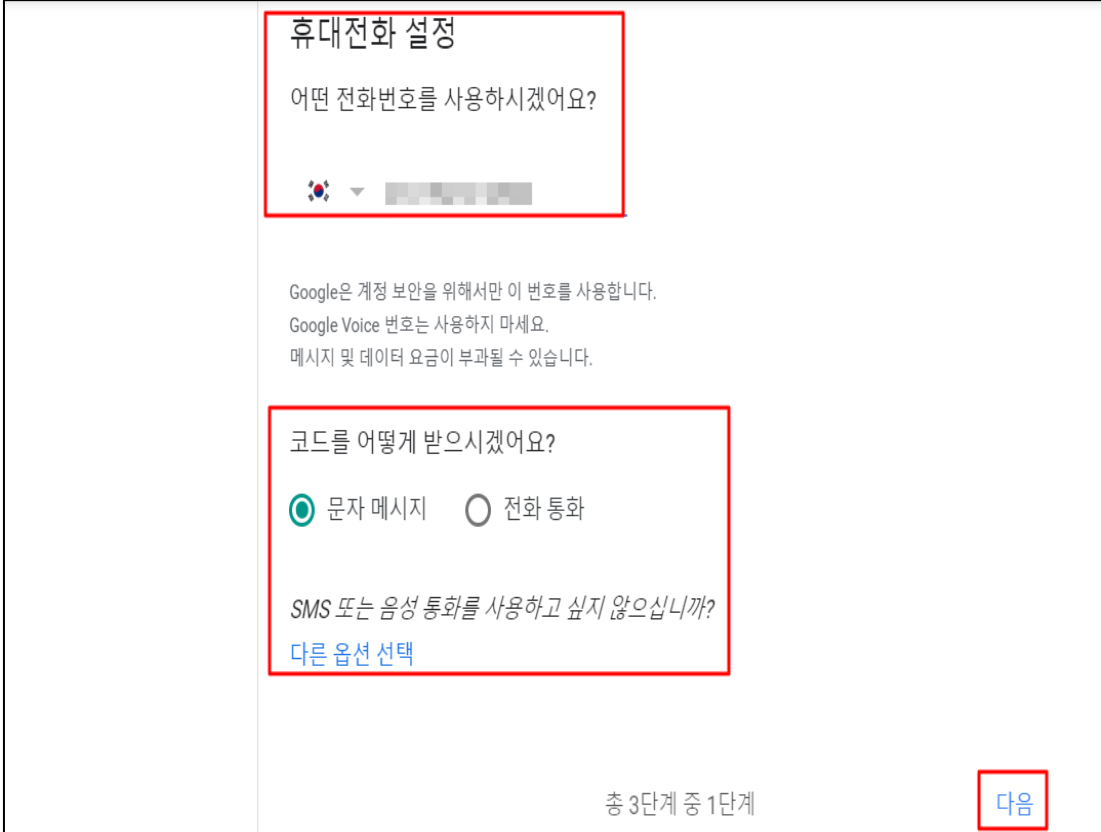 휴대전화 설정
어떤 전화번호를 사용하시겠어요?
Google은 계정 보안을 위해서만 이 번호를 사용합니다.
Google Voice 번호는 사용하지 마세요.
메시지 및 데이터 요금이 부과될 수 있습니다.
코드를 어떻게 받으시겠어요?
문자 메시지 전화 통화
SMS 또는 음성 통화를 사용하고 싶지 않으십니까?
다른 옵션 선택
총 3단계 중 1단계 다음